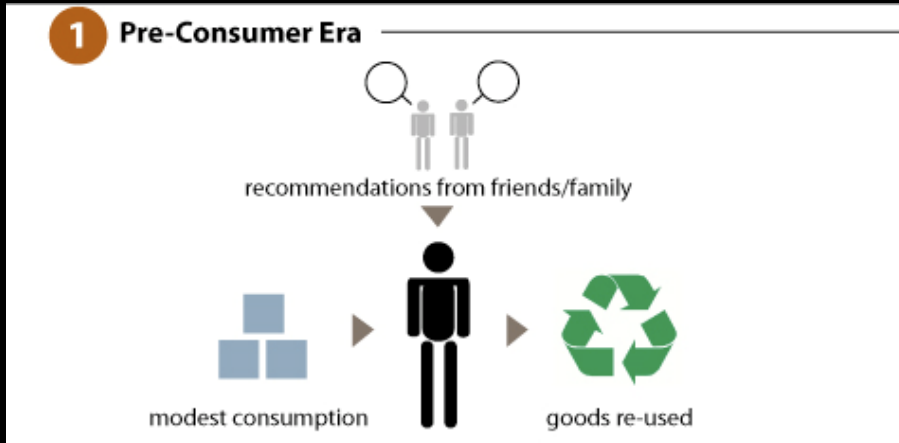 1 Pre-Consumer Era
recommendations from friends/family
modest consumption
goods re-used